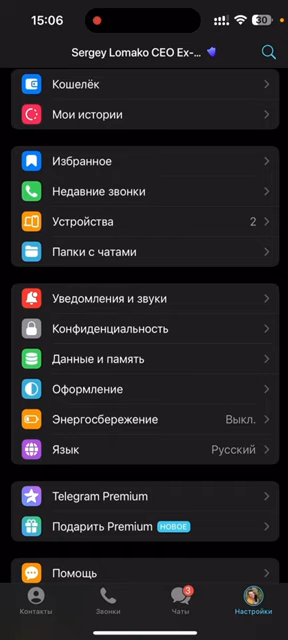 15:06
30
Sergey Lomako CEO Ex-...
Кошелёк
Мои истории
Избранное
Недавние звонки
Устройства 2
Папки с чатами
Уведомления и звуки
Конфиденциальность
Данные и память
Оформление
Энергосбережение Выкл.
Язык Русский
Telegram Premium
Подарить Premium НОВОЕ
Помощь
3
Контакты Звонки Чаты Настройки